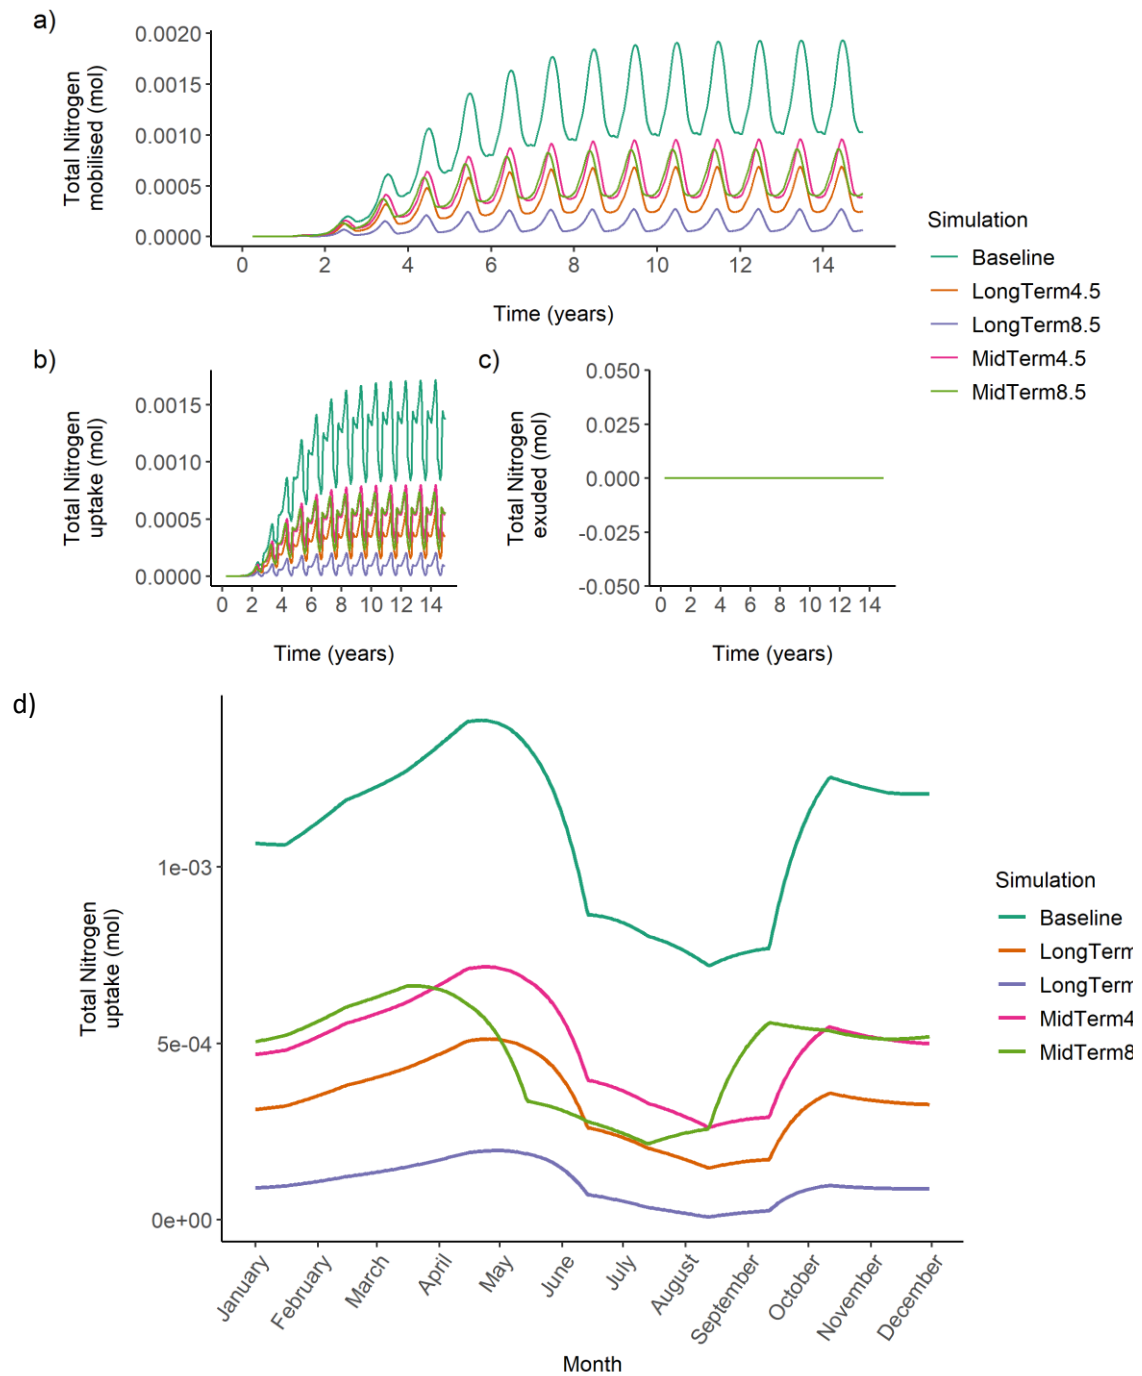 a)
Total Nitrogen
mobilised (mol)
0.0020
0.0015
0.0010
0.0005
0.0000
0 2 4 6 8 10 12 14
Time (years)
Simulation
Baseline
LongTerm4.5
LongTerm8.5
MidTerm4.5
MidTerm8.5
b)
Total Nitrogen
uptake (mol)
0.0015
0.0010
0.0005
0.0000
0 2 4 6 8 10 12 14
Time (years)
c)
Total Nitrogen
exuded (mol)
0.050
0.025
0.000
-0.025
-0.050
0 2 4 6 8 10 12 14
Time (years)
d)
Total Nitrogen
uptake (mol)
1e-03
5e-04
0e+00
January February March April May June July August September October November December
Month
Simulation
Baseline
LongTerm
LongTerm
MidTerm4
MidTerm8